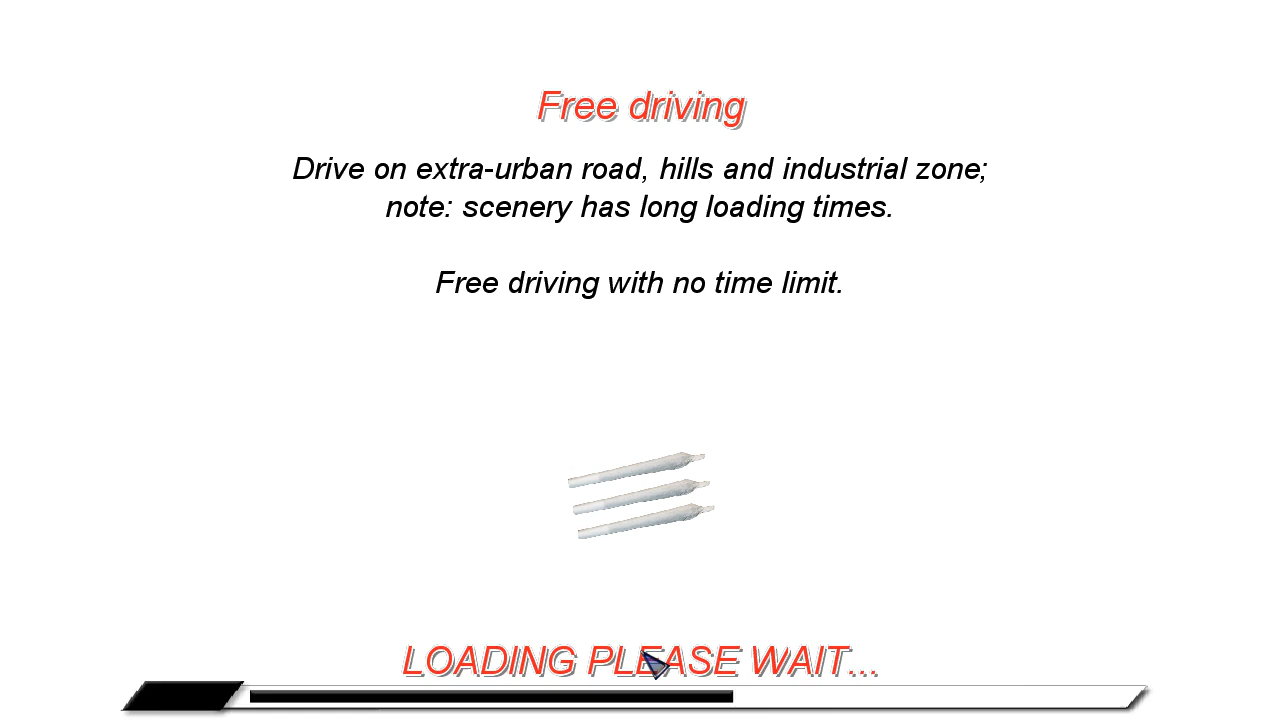 Free driving
Drive on extra-urban road, hills and industrial zone;
note: scenery has long loading times.
Free driving with no time limit.
LOADING PLEASE WAIT...